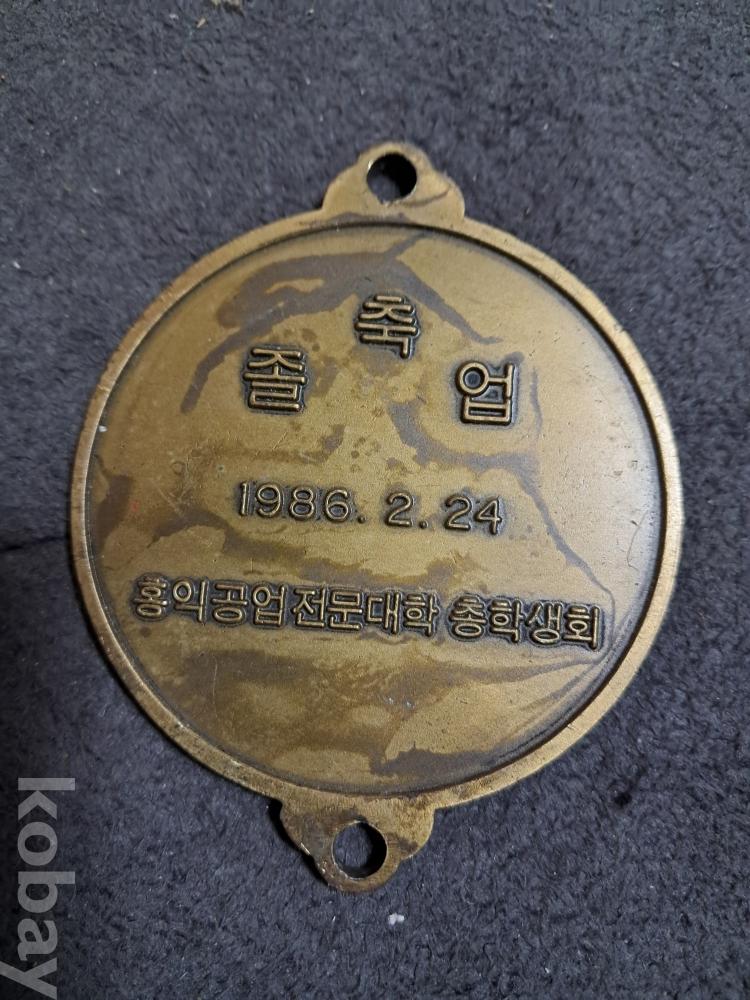 축
졸 업
1986. 2. 24
홍익공업전문대학 총학생회
kobay